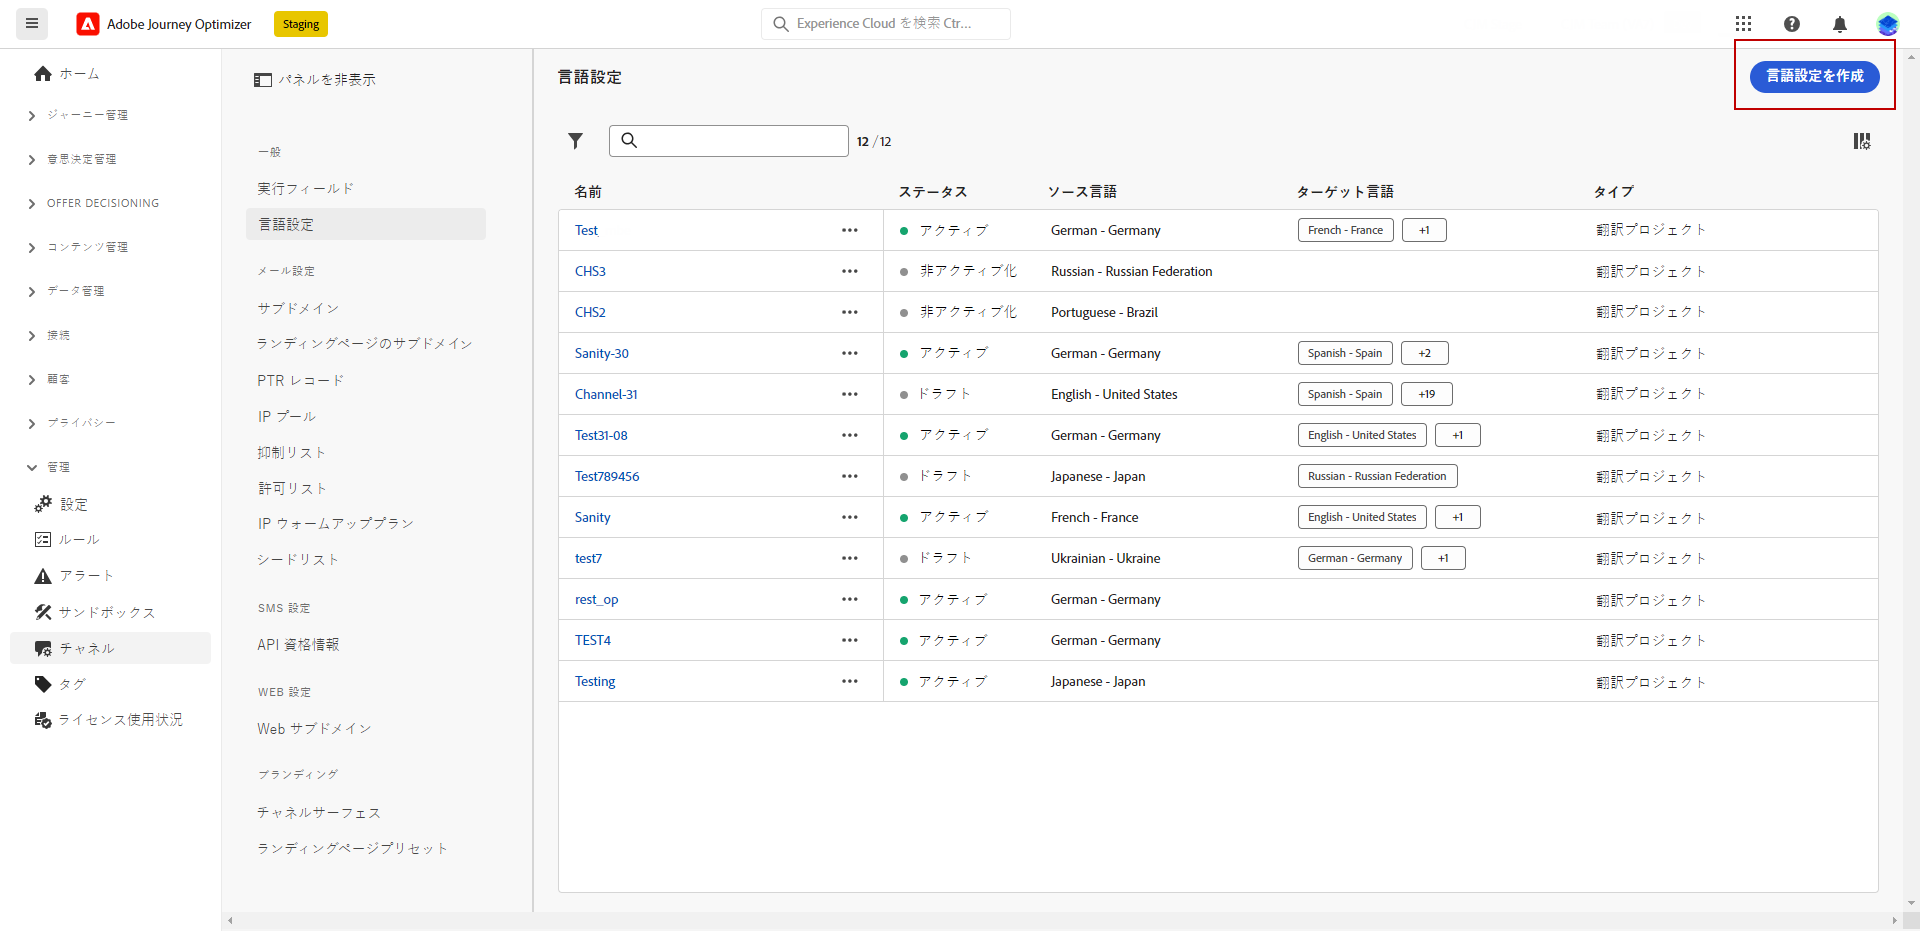 Adobe Journey Optimizer
Staging
Experience Cloud を検索 Ctr...
ホーム
ジャーニー管理
意思決定管理
OFFER DECISIONING
コンテンツ管理
データ管理
接続
顧客
プライバシー
管理
設定
ルール
アラート
サンドボックス
チャネル
タグ
ライセンス使用状況
パネルを非表示
一般
実行フィールド
言語設定
メール設定
サブドメイン
ランディングページのサブドメイン
PTR レコード
IP プール
抑制リスト
許可リスト
IP ウォームアッププラン
シードリスト
SMS 設定
API 資格情報
WEB 設定
Web サブドメイン
ブランディング
チャネルサーフェス
ランディングページプリセット
言語設定
言語設定を作成
12 / 12
名前 ステータス ソース言語 ターゲット言語 タイプ
Test アクティブ German - Germany French - France +1 翻訳プロジェクト
CHS3 非アクティブ化 Russian - Russian Federation 翻訳プロジェクト
CHS2 非アクティブ化 Portuguese - Brazil 翻訳プロジェクト
Sanity-30 アクティブ German - Germany Spanish - Spain +2 翻訳プロジェクト
Channel-31 ドラフト English - United States Spanish - Spain +19 翻訳プロジェクト
Test31-08 アクティブ German - Germany English - United States +1 翻訳プロジェクト
Test789456 ドラフト Japanese - Japan Russian - Russian Federation 翻訳プロジェクト
Sanity アクティブ French - France English - United States +1 翻訳プロジェクト
test7 ドラフト Ukrainian - Ukraine German - Germany +1 翻訳プロジェクト
rest_op アクティブ German - Germany 翻訳プロジェクト
TEST4 アクティブ German - Germany 翻訳プロジェクト
Testing アクティブ Japanese - Japan 翻訳プロジェクト